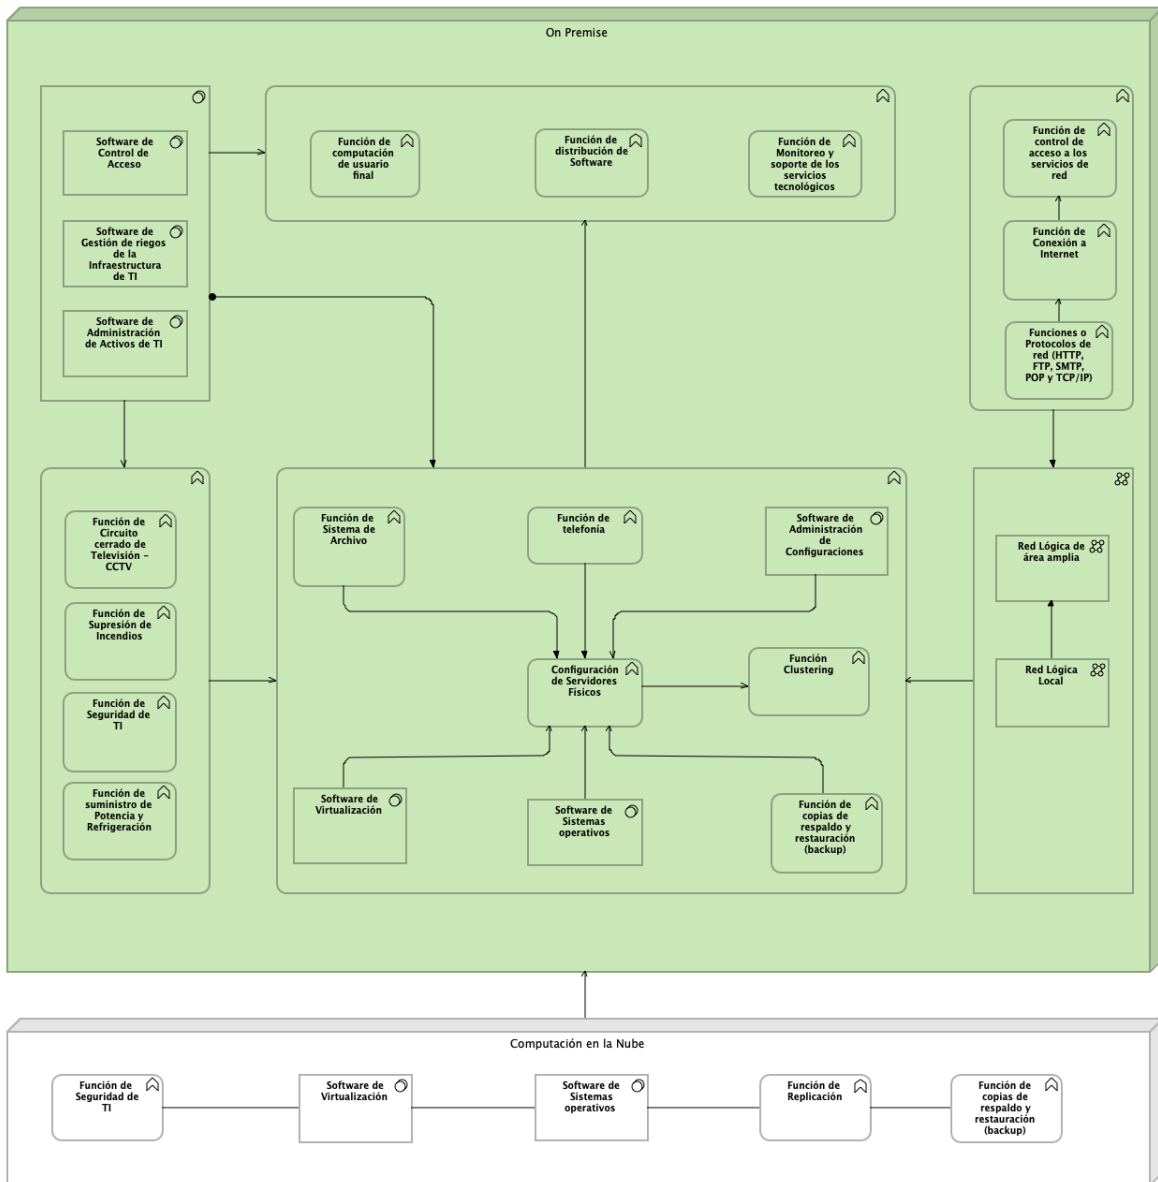 On Premise
Software de
Control de
Acceso
Software de
Gestión de riegos
de la
Infraestructura
de TI
Software de
Administración
de Activos de TI
Función de
computación
de usuario
final
Función de
distribución de
Software
Función de
Monitoreo y
soporte de los
servicios
tecnológicos
Función de
control de
acceso a los
servicios de
red
Función de
Conexión a
Internet
Funciones o
Protocolos de
red (HTTP,
FTP, SMTP,
POP y TCP/IP)
Función de
Circuito
cerrado de
Televisión –
CCTV
Función de
Supresión de
Incendios
Función de
Seguridad de
TI
Función de
suministro de
Potencia y
Refrigeración
Función de
Sistema de
Archivo
Función de
telefonía
Software de
Administración
de
Configuraciones
Configuración
de Servidores
Físicos
Función
Clustering
Software de
Virtualización
Software de
Sistemas
operativos
Función de
copias de
respaldo y
restauración
(backup)
Red Lógica de
área amplia
Red Lógica
Local
Computación en la Nube
Función de
Seguridad de
TI
Software de
Virtualización
Software de
Sistemas
operativos
Función de
Replicación
Función de
copias de
respaldo y
restauración
(backup)